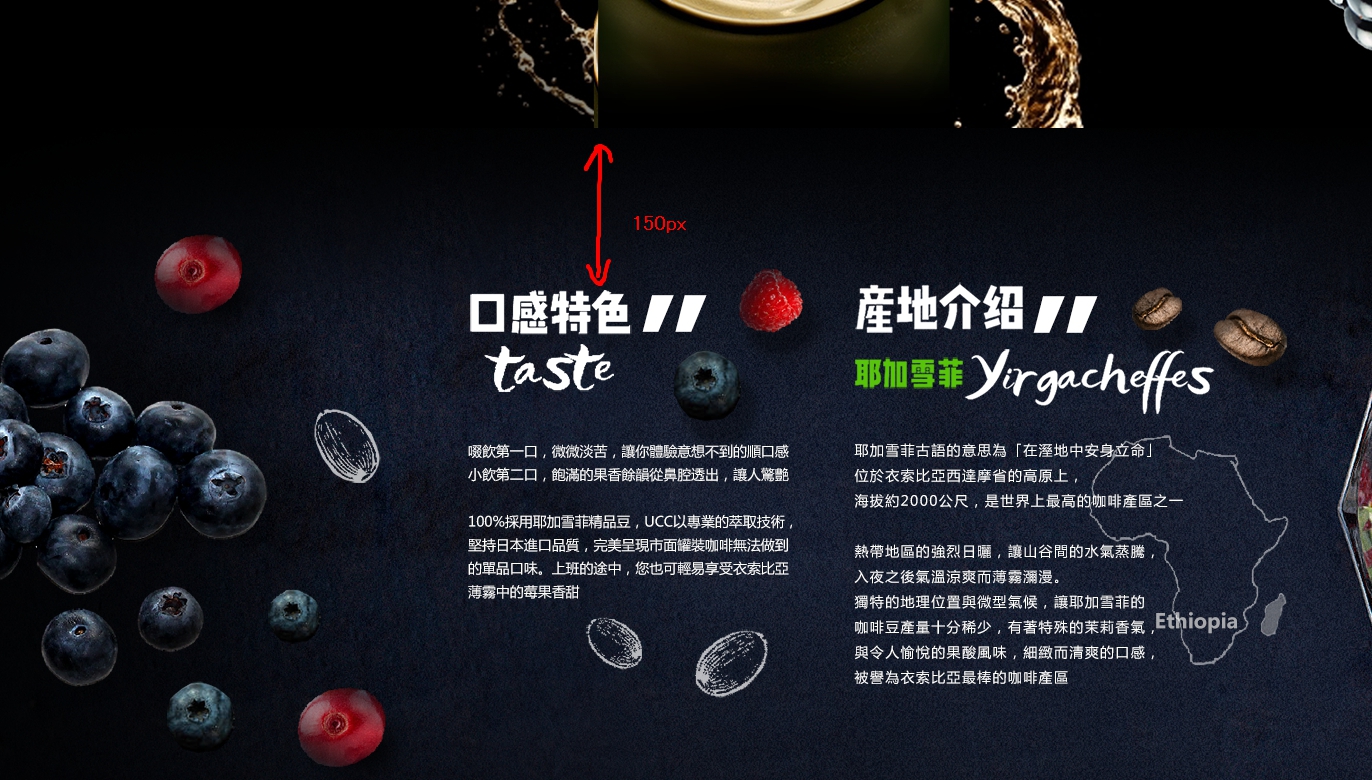 150px
口感特色
taste
啜飲第一口，微微淡苦，讓你體驗意想不到的順口感
小飲第二口，飽滿的果香餘韻從鼻腔透出，讓人驚艷
100%採用耶加雪菲精品豆，UCC以專業的萃取技術，
堅持日本進口品質，完美呈現市面罐裝咖啡無法做到
的單品口味。上班的途中，您也可輕易享受衣索比亞
薄霧中的莓果香甜
産地介绍
耶加雪菲 Yirgacheffes
耶加雪菲古語的意思為「在溼地中安身立命」
位於衣索比亞西達摩省的高原上，
海拔約2000公尺，是世界上最高的咖啡產區之一
熱帶地區的強烈日曬，讓山谷間的水氣蒸騰，
入夜之後氣溫涼爽而薄霧瀰漫。
獨特的地理位置與微型氣候，讓耶加雪菲的
咖啡豆產量十分稀少，有著特殊的茉莉香氣，
與令人愉悅的果酸風味，細緻而清爽的口感，
被譽為衣索比亞最棒的咖啡產區
Ethiopia